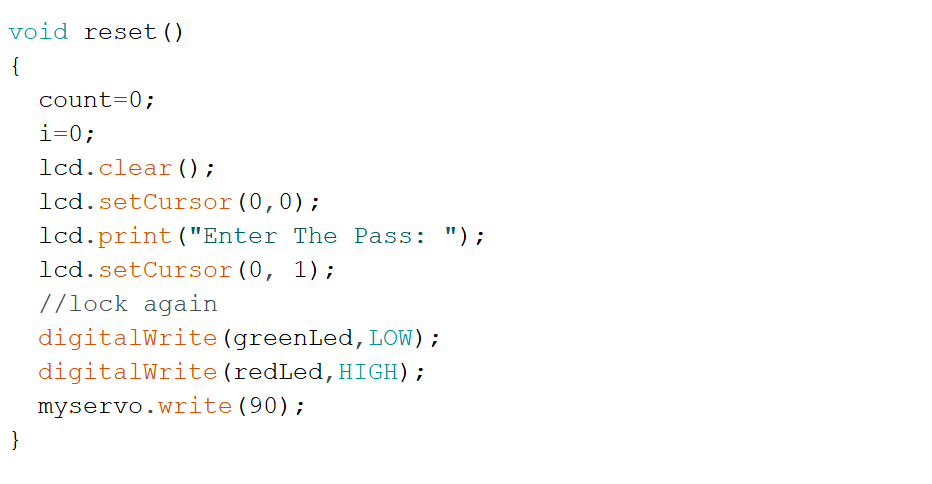 void reset()
{
  count=0;
  i=0;
  lcd.clear();
  lcd.setCursor(0,0);
  lcd.print("Enter The Pass: ");
  lcd.setCursor(0, 1);
  //lock again
  digitalWrite(greenLed,LOW);
  digitalWrite(redLed,HIGH);
  myservo.write(90);
}